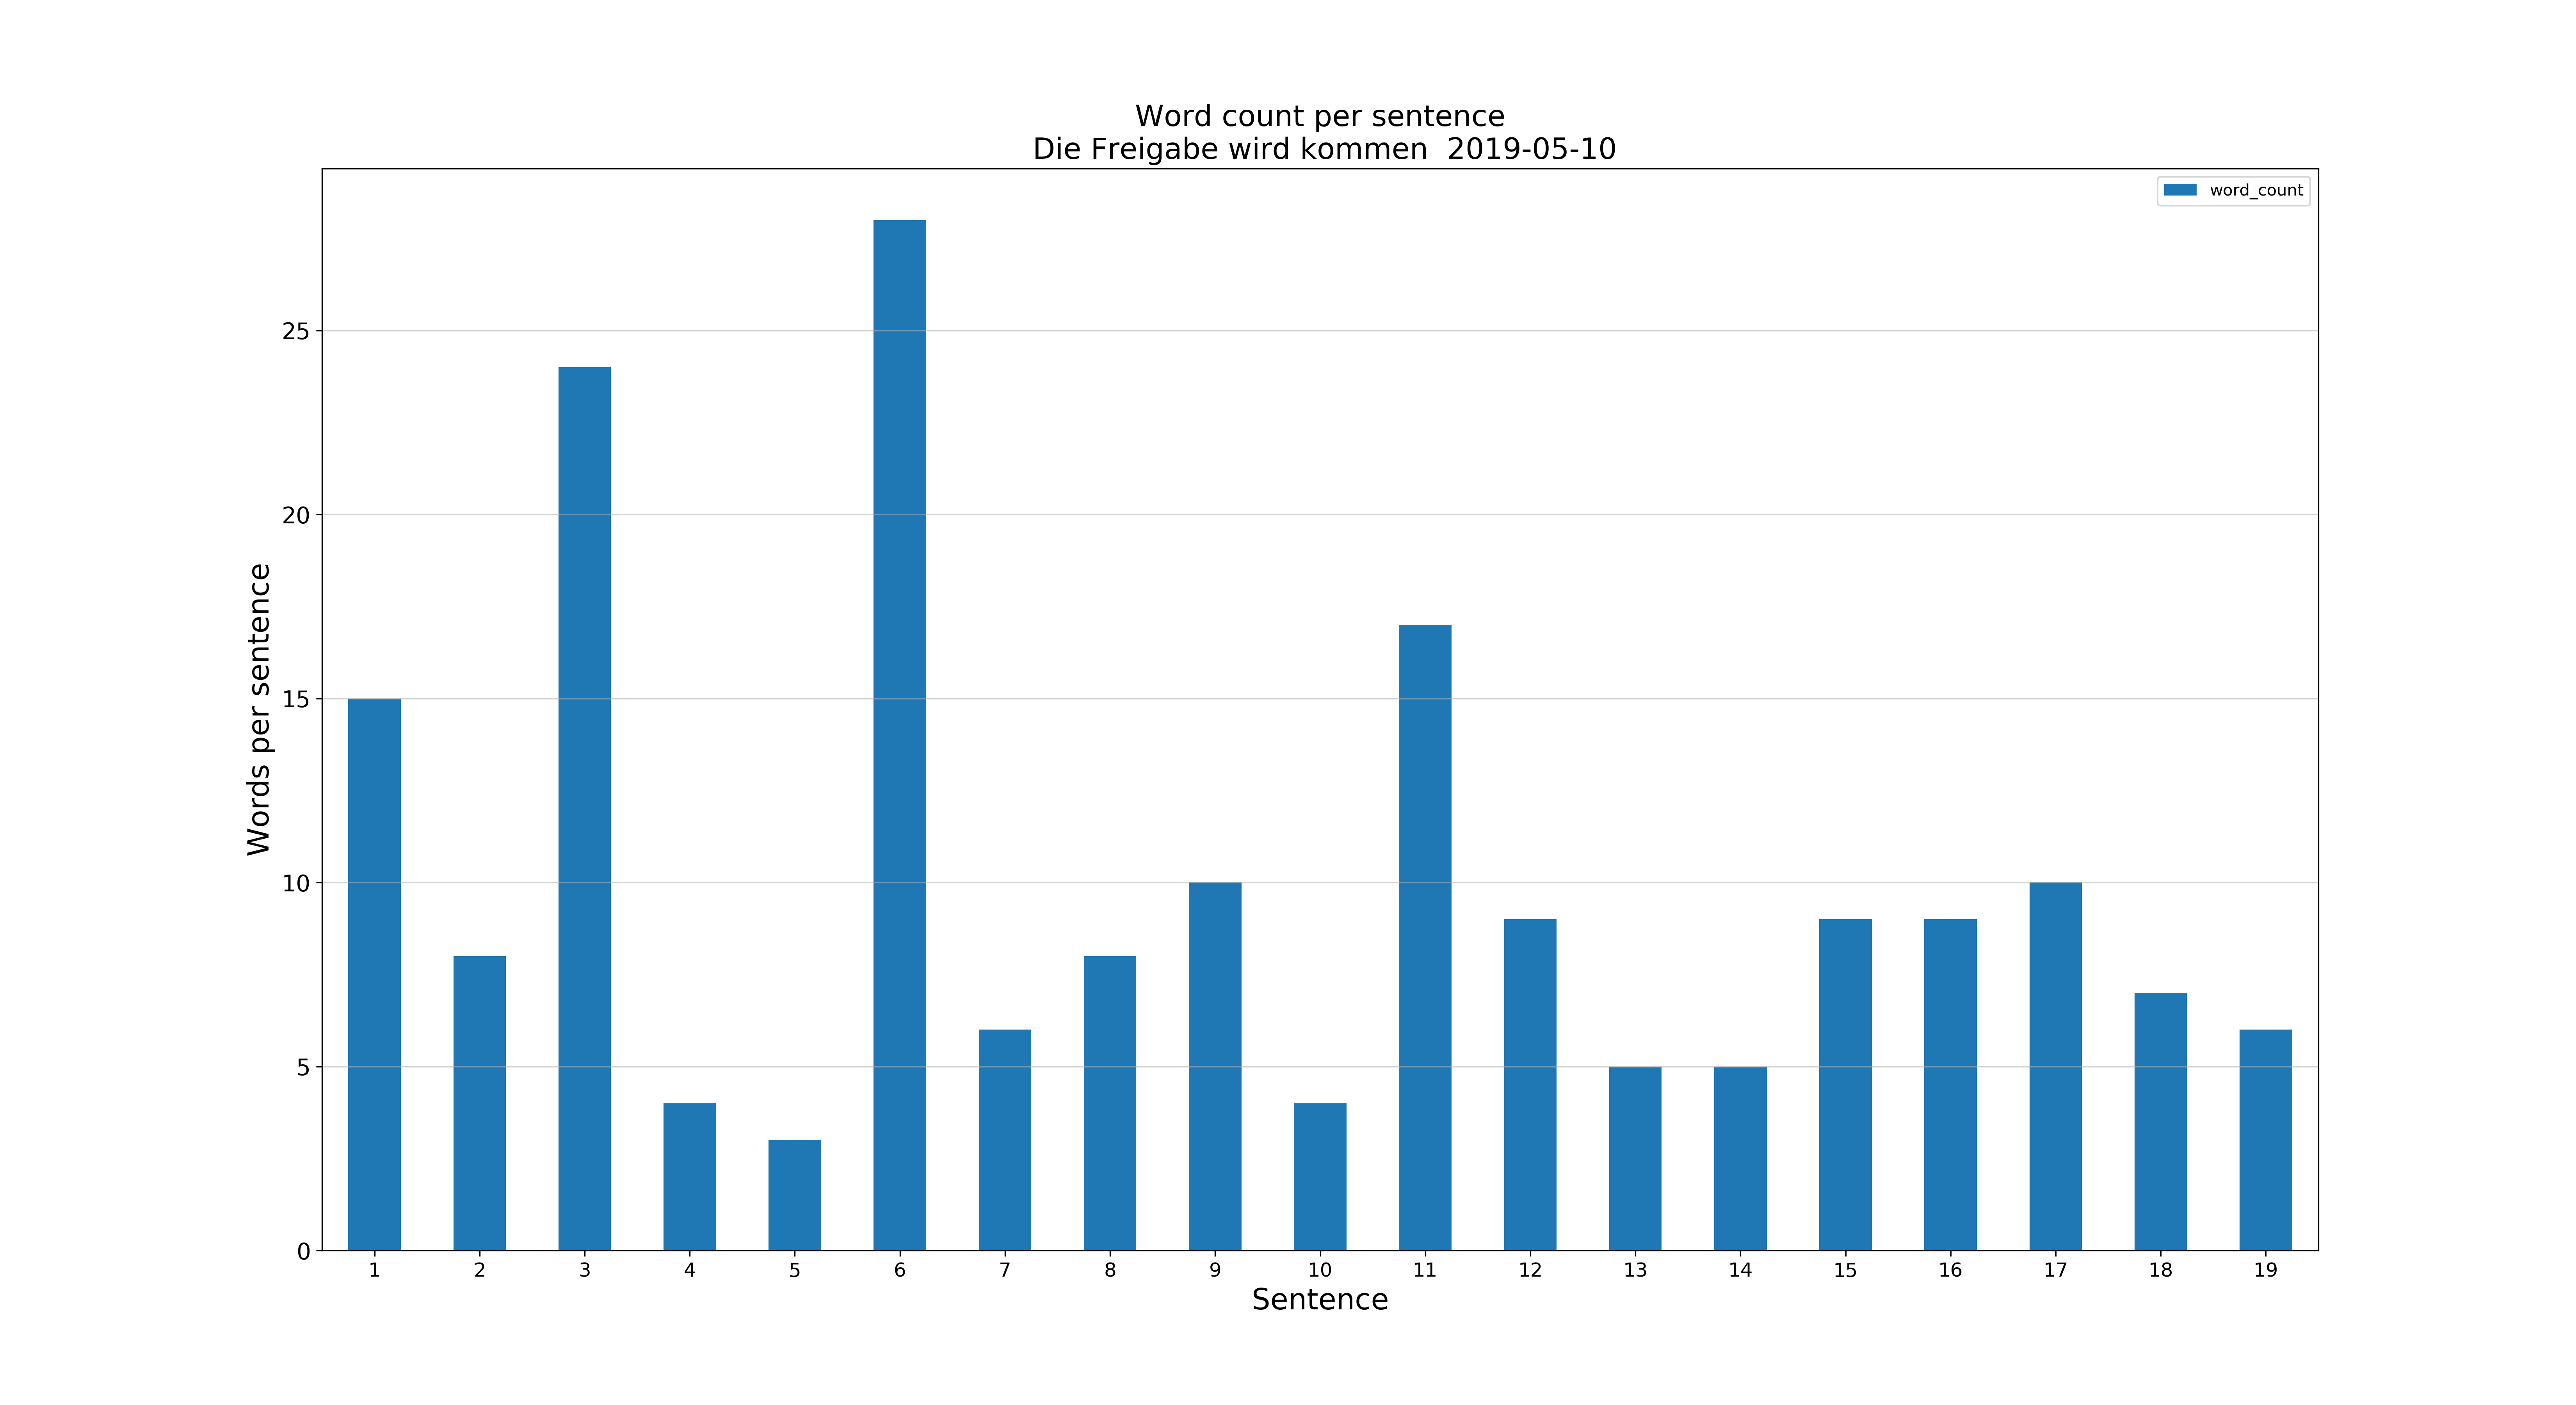 Word count per sentence
Die Freigabe wird kommen  2019-05-10
word_count
Words per sentence
25
20
15
10
5
0
1 2 3 4 5 6 7 8 9 10 11 12 13 14 15 16 17 18 19
Sentence